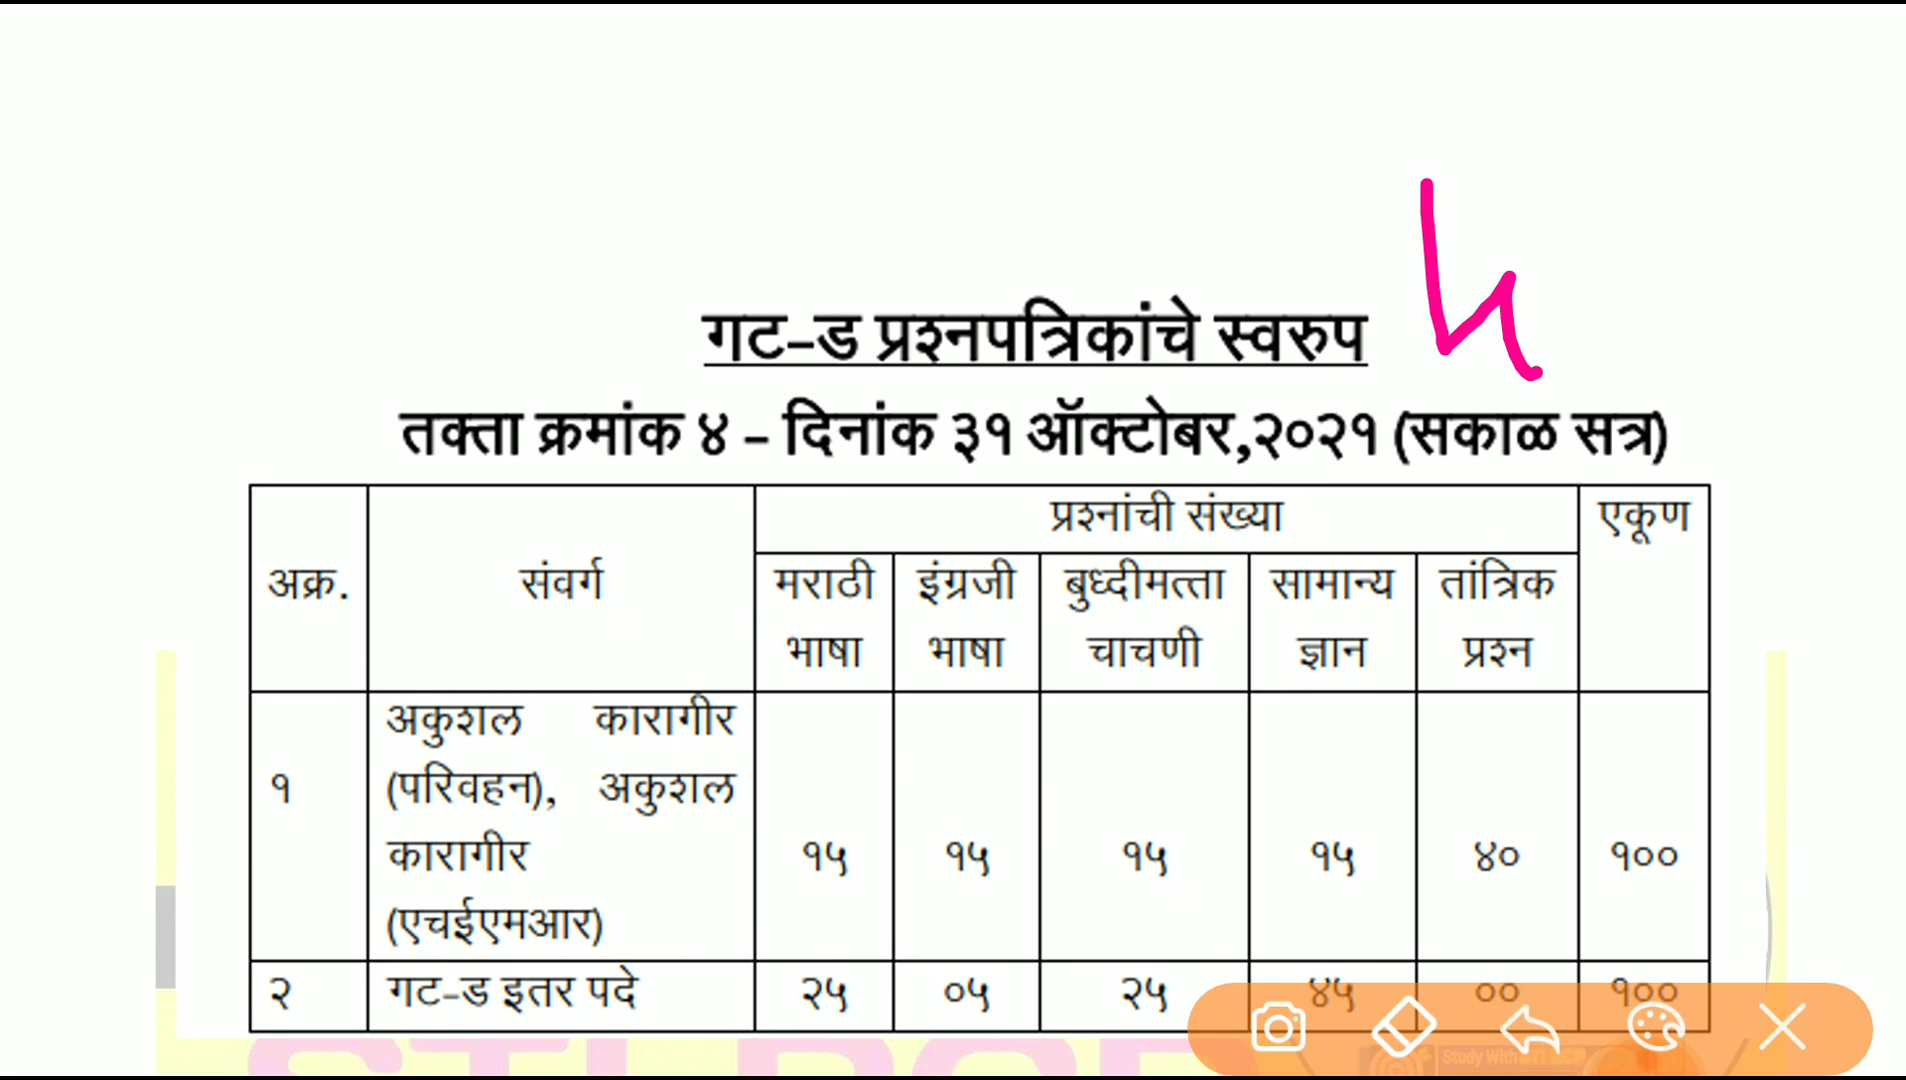 गट-ड प्रश्नपत्रिकांचे स्वरुप
तक्ता क्रमांक ४ – दिनांक ३१ ऑक्टोबर,२०२१ (सकाळ सत्र)
अक्र. संवर्ग प्रश्नांची संख्या एकूण
मराठी भाषा इंग्रजी भाषा बुध्दीमत्ता चाचणी सामान्य ज्ञान तांत्रिक प्रश्न
१ अकुशल कारागीर (परिवहन), अकुशल कारागीर (एचईएमआर) १५ १५ १५ १५ ४० १००
२ गट-ड इतर पदे २५ ०५ २५ ४५ ०० १००
Study With